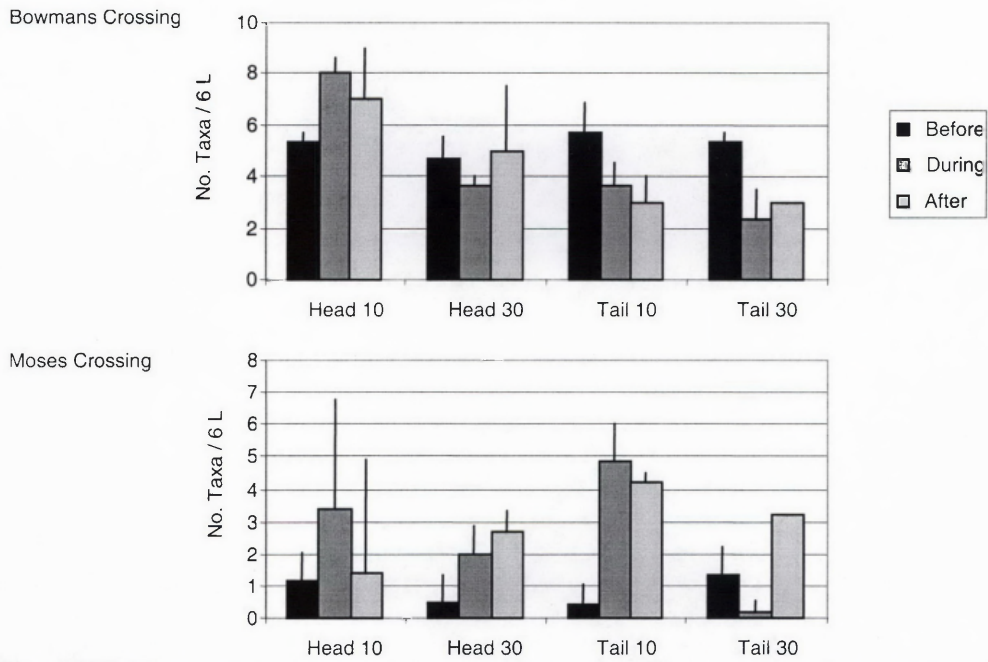 Bowmans Crossing
No. Taxa / 6 L
10
8
6
4
2
0
Head 10 Head 30 Tail 10 Tail 30
Before
During
After
Moses Crossing
No. Taxa / 6 L
8
7
6
5
4
3
2
1
0
Head 10 Head 30 Tail 10 Tail 30